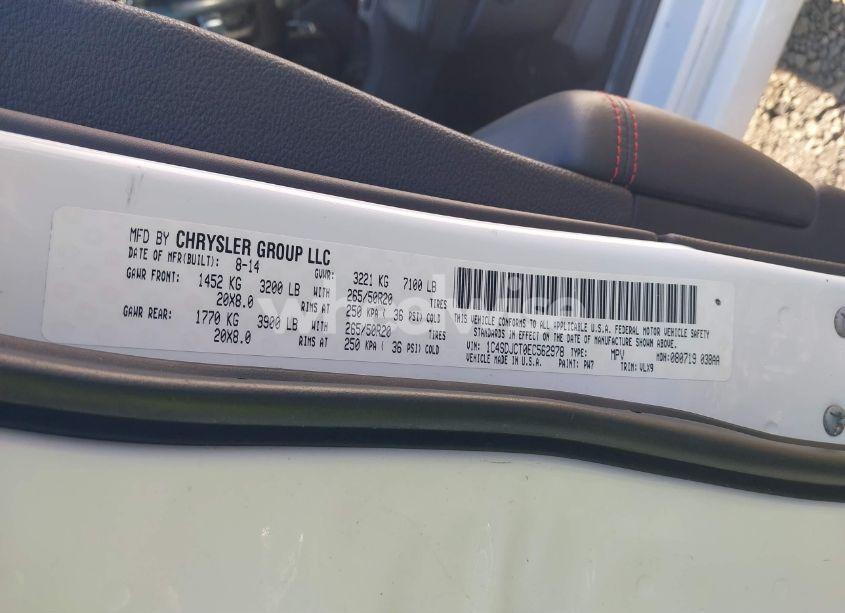 MFD BY CHRYSLER GROUP LLC
DATE OF MFR(BUILT): 8-14 GVWR: 3221 KG 7100 LB
GAWR FRONT: 1452 KG 3200 LB WITH 265/50R20 TIRES
20X8.0 RIMS AT 250 KPA ( 36 PSI) COLD
GAWR REAR: 1770 KG 3900 LB WITH 265/50R20 TIRES
20X8.0 RIMS AT 250 KPA ( 36 PSI) COLD
THIS VEHICLE CONFORMS TO ALL APPLICABLE U.S.A. FEDERAL MOTOR VEHICLE SAFETY
STANDARDS IN EFFECT ON THE DATE OF MANUFACTURE SHOWN ABOVE.
VIN: 1C4SDJCT0EC562978 TYPE: MPV MDH: 080719 038AA
VEHICLE MADE IN U.S.A. PAINT: PW7 TRIM: VLX9